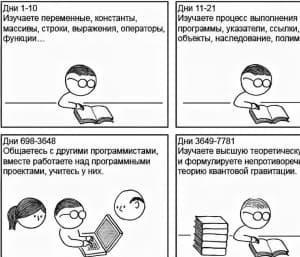 Дни 1-10
Изучаете переменные, константы,
массивы, строки, выражения, операторы,
функции...
Дни 11-21
Изучаете процесс выполнения
программы, указатели, ссылки,
объекты, наследование, полим
Дни 698-3648
Общаетесь с другими программистами,
вместе работаете над программными
проектами, учитесь у них.
Дни 3649-7781
Изучаете высшую теоретическу
и формулируете непротивореч
теорию квантовой гравитации.